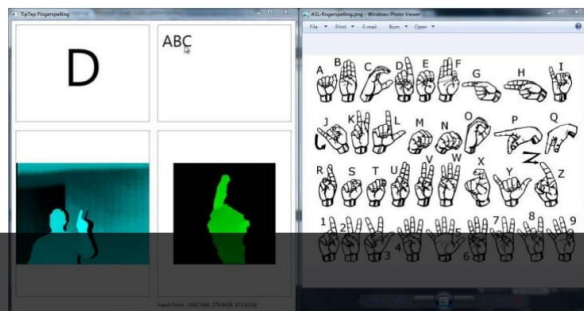 TipTap Fingerspelling
D
ABC
ASL-fingerspelling.png - Windows Photo Viewer
File Print E-mail Burn Open
A B C D E F G H I
J K L M N O P Q
R S T U V W X Y Z
1 2 3 4 5 6 7 8 9